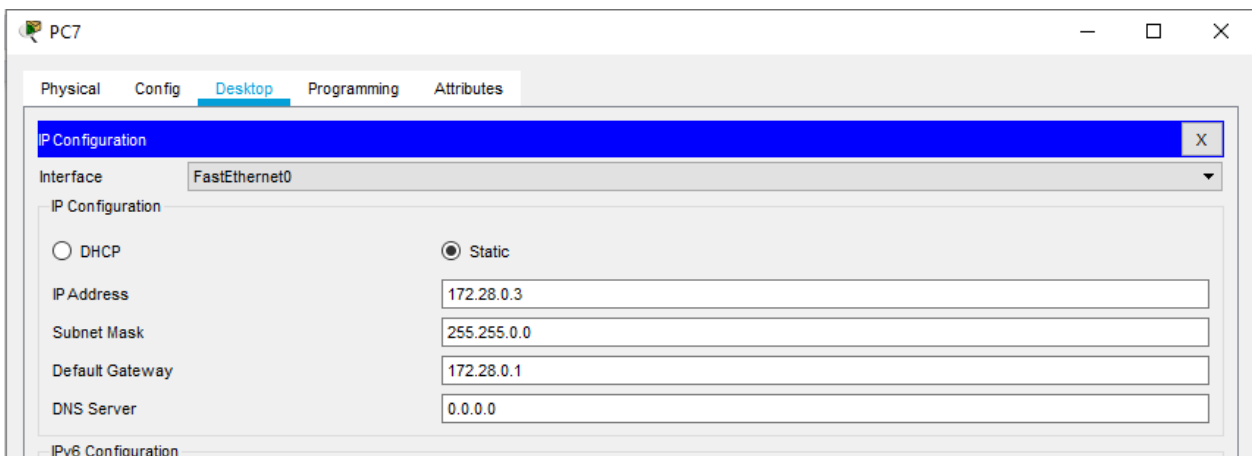 PC7
Physical Config Desktop Programming Attributes
IP Configuration X
Interface FastEthernet0
IP Configuration
DHCP Static
IP Address 172.28.0.3
Subnet Mask 255.255.0.0
Default Gateway 172.28.0.1
DNS Server 0.0.0.0
IPv6 Configuration